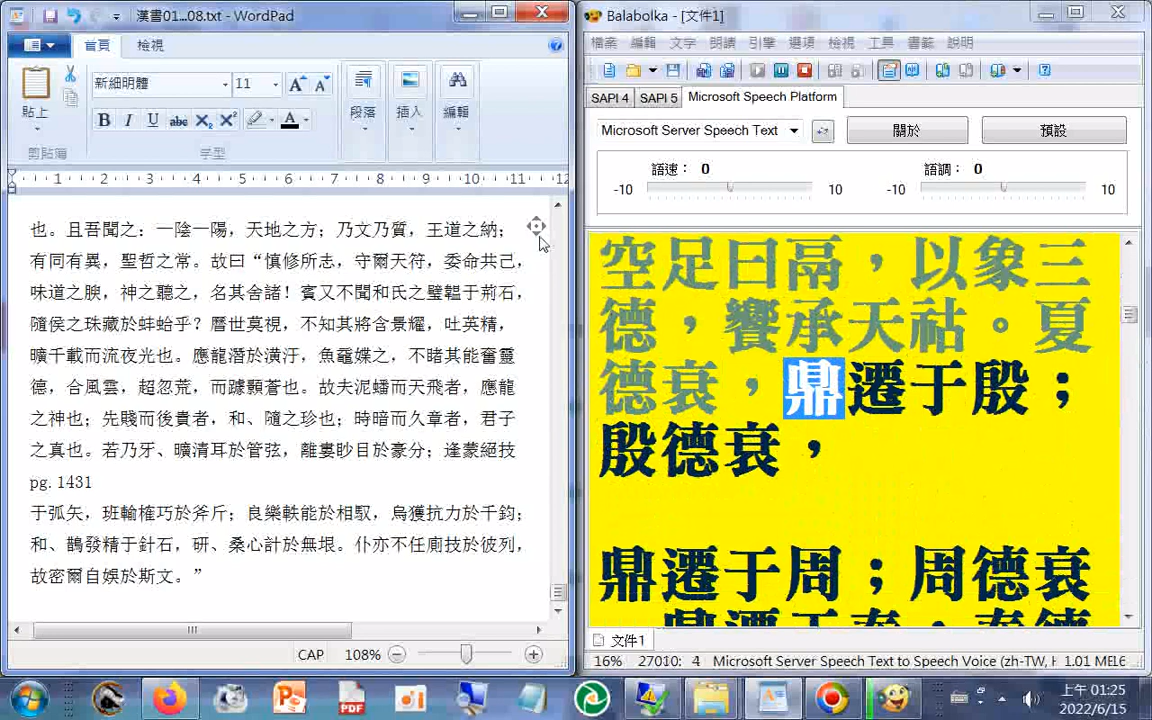 漢書01...08.txt - WordPad
首頁
檢視
貼上
剪貼簿
新細明體
11
字型
段落
插入
編輯
1 2 3 4 5 6 7 8 9 10 11 12
也。且吾聞之：一陰一陽，天地之方；乃文乃質，王道之綱；
有同有異，聖哲之常。故曰“慎修所志，守爾天符，委命共己，
味道之腴，神之聽之，名其舍諸！賓又不聞和氏之璧韞于荊石，
隨侯之珠藏於蚌蛤乎？曆世莫視，不知其將含景耀，吐英精，
曠千載而流夜光也。應龍潛於潢汙，魚黿媟之，不睹其能奮靈
德，合風雲，超忽荒，而躆顥蒼也。故夫泥蟠而天飛者，應龍
之神也；先賤而後貴者，和、隨之珍也；時暗而久章者，君子
之真也。若乃牙、曠清耳於管弦，離婁眇目於豪分；逢蒙絕技
pg. 1431
于弧矢，班輸榷巧於斧斤；良樂軼能於相馭，烏獲抗力於千鈞；
和、鵲發精于針石，研、桑心計於無垠。仆亦不任廁技於彼列，
故密爾自娛於斯文。”
CAP
108%
Balabolka - [文件1]
檔案 編輯 文字 朗讀 引擎 選項 檢視 工具 書籤 說明
SAPI 4
SAPI 5
Microsoft Speech Platform
Microsoft Server Speech Text
關於
預設
語速： 0
-10
10
語調： 0
-10
10
空足曰鬲，以象三
德，饗承天祜。夏
德衰，鼎遷于殷；
殷德衰，
鼎遷于周；周德衰
，鼎遷于秦；秦德
文件1
16%
27010: 4
Microsoft Server Speech Text to Speech Voice (zh-TW, H
上午 01:25
2022/6/15